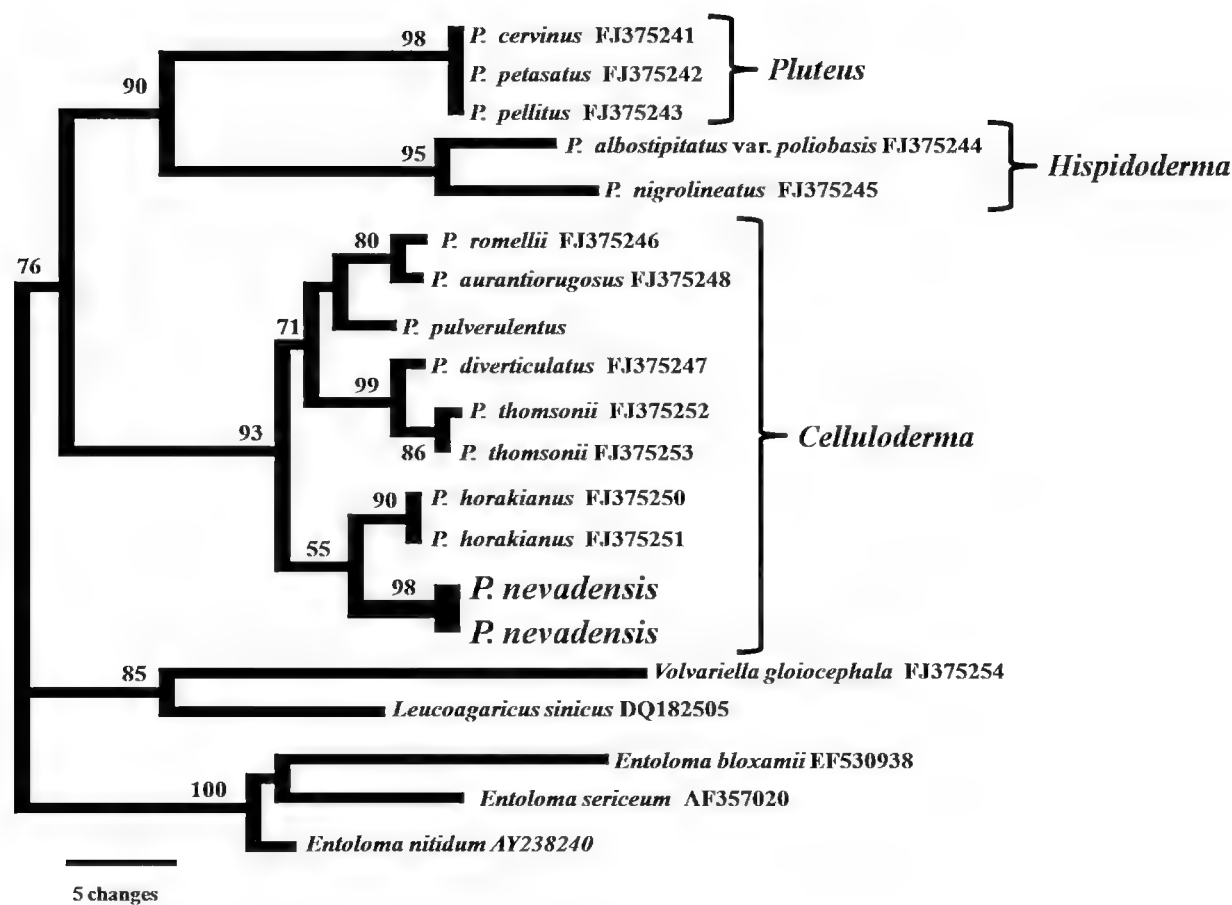 98
P. cervinus FJ375241
P. petasatus FJ375242
Pluteus
90
P. pellitus FJ375243
95
P. albostipitatus var. poliobasis FJ375244
Hispidoderma
P. nigrolineatus FJ375245
80
P. romellii FJ375246
76
P. aurantiorugosus FJ375248
71
P. pulverulentus
P. diverticulatus FJ375247
99
P. thomsonii FJ375252
93
Celluloderma
86
P. thomsonii FJ375253
90
P. horakianus FJ375250
P. horakianus FJ375251
55
98
P. nevadensis
P. nevadensis
85
Volvariella gloiocephala FJ375254
Leucoagaricus sinicus DQ182505
Entoloma bloxamii EF530938
100
Entoloma sericeum AF357020
Entoloma nitidum AY238240
5 changes